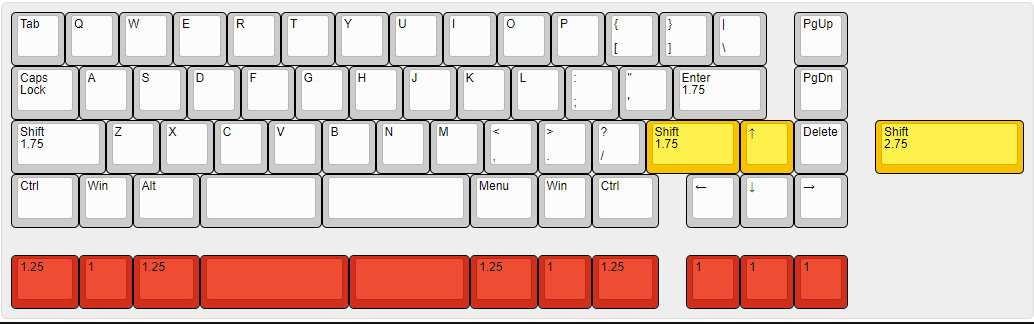 Tab Q W E R T Y U I O P { } | PgUp
[ ] \
Caps A S D F G H J K L : " Enter PgDn
Lock ; ' 1.75
Shift Z X C V B N M < > ? Shift ↑ Delete Shift
1.75 , . / 1.75 2.75
Ctrl Win Alt Menu Win Ctrl ← ↓ →
1.25 1 1.25 1.25 1 1.25 1 1 1